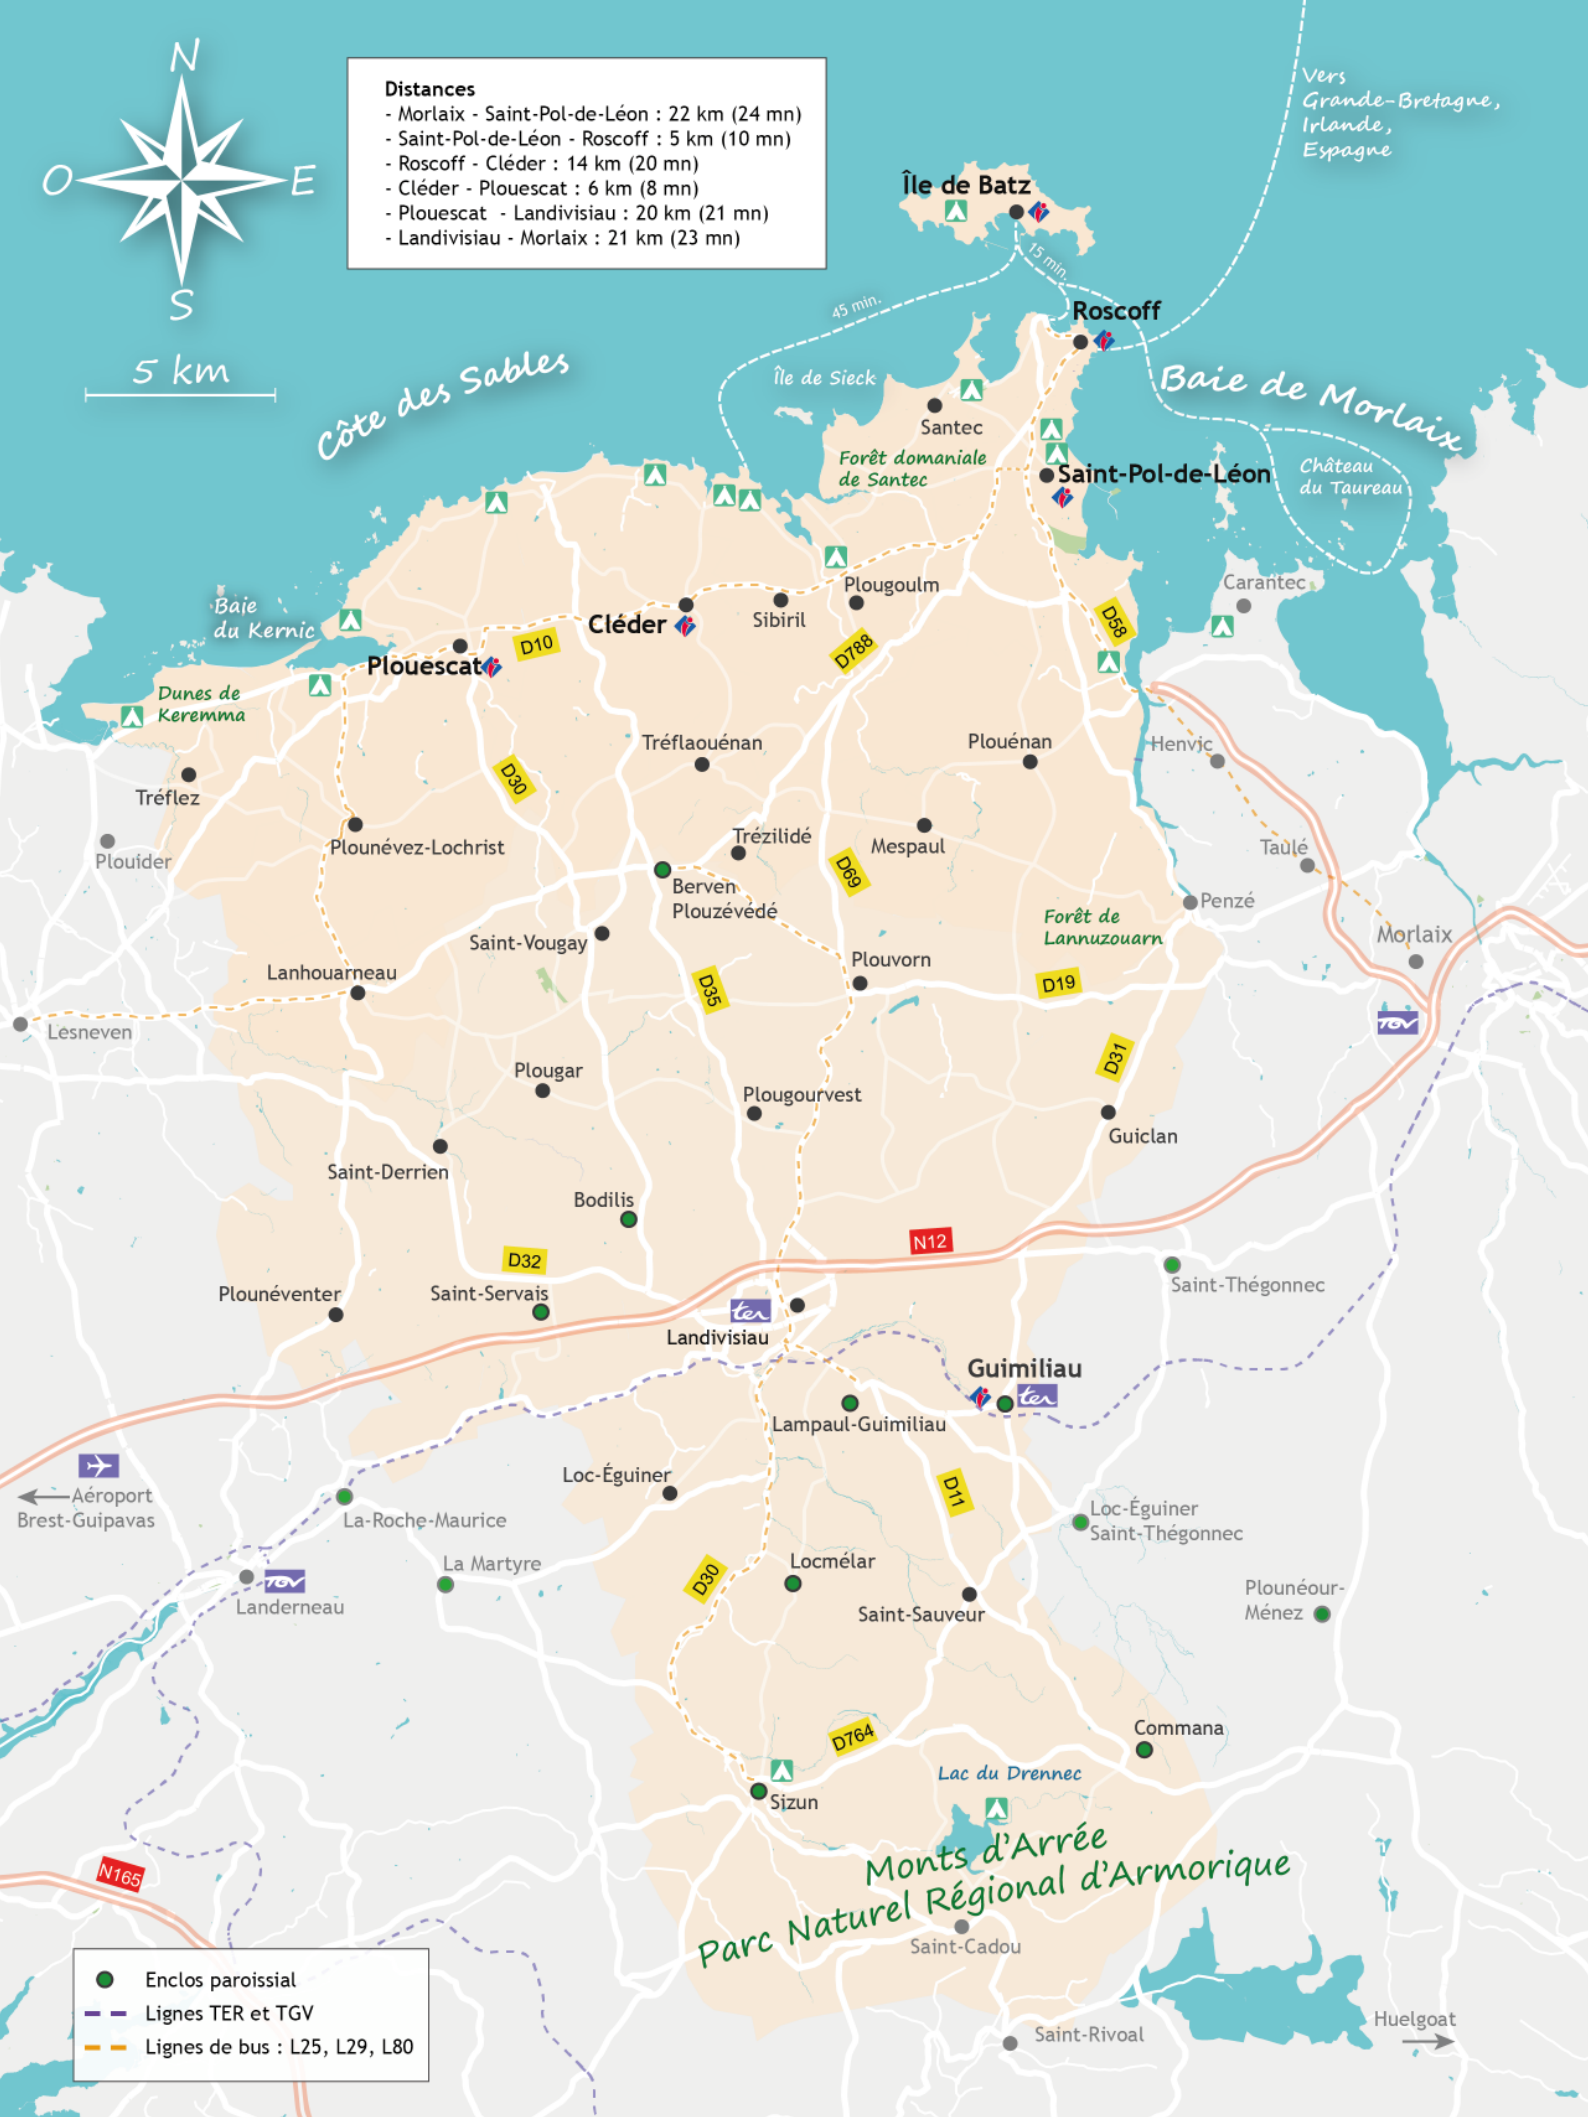 N
O
E
S
5 km
Distances
- Morlaix - Saint-Pol-de-Léon : 22 km (24 mn)
- Saint-Pol-de-Léon - Roscoff : 5 km (10 mn)
- Roscoff - Cléder : 14 km (20 mn)
- Cléder - Plouescat : 6 km (8 mn)
- Plouescat - Landivisiau : 20 km (21 mn)
- Landivisiau - Morlaix : 21 km (23 mn)
Vers
Grande-Bretagne,
Irlande,
Espagne
Île de Batz
15 min.
45 min.
Roscoff
Côte des Sables
Île de Sieck
Baie de Morlaix
Santec
Forêt domaniale
de Santec
Saint-Pol-de-Léon
Château
du Taureau
Carantec
Baie
du Kernic
Plougoulm
Sibiril
Cléder
D10
D788
D58
Plouescat
Dunes de
Keremma
Tréflez
Plouider
D30
Tréflaouénan
Plouénan
Henvic
Plounévez-Lochrist
Trézilidé
Mespaul
D69
Taulé
Berven
Plouzévédé
Penzé
Forêt de
Lannuzouarn
Morlaix
Saint-Vougay
Lanhouarneau
Plouvorn
D35
D19
TGV
Lesneven
D31
Plougar
Plougourvest
Guiclan
Saint-Derrien
Bodilis
N12
D32
Saint-Servais
Plounéventer
Saint-Thégonnec
ter
Landivisiau
Guimiliau
ter
Lampaul-Guimiliau
Loc-Éguiner
D11
Aéroport
Brest-Guipavas
La-Roche-Maurice
Loc-Éguiner
Saint-Thégonnec
La Martyre
Locmélar
D30
TGV
Landerneau
Saint-Sauveur
Plounéour-
Ménez
Commana
D764
Lac du Drennec
Sizun
Monts d'Arrée
Parc Naturel Régional d'Armorique
N165
Saint-Cadou
Saint-Rivoal
Huelgoat
Enclos paroissial
Lignes TER et TGV
Lignes de bus : L25, L29, L80